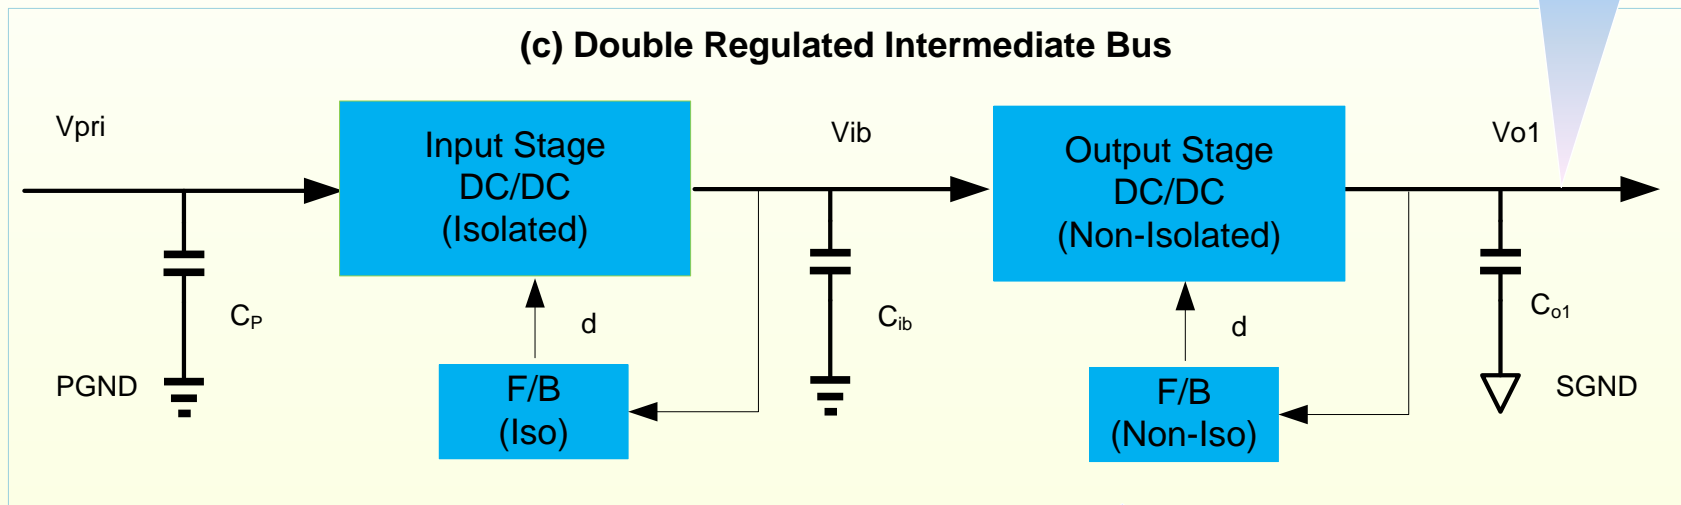 (c) Double Regulated Intermediate Bus
Vpri
Input Stage
DC/DC
(Isolated)
Vib
Output Stage
DC/DC
(Non-Isolated)
Vo1
CP
d
Cib
d
Co1
PGND
F/B
(Iso)
F/B
(Non-Iso)
SGND